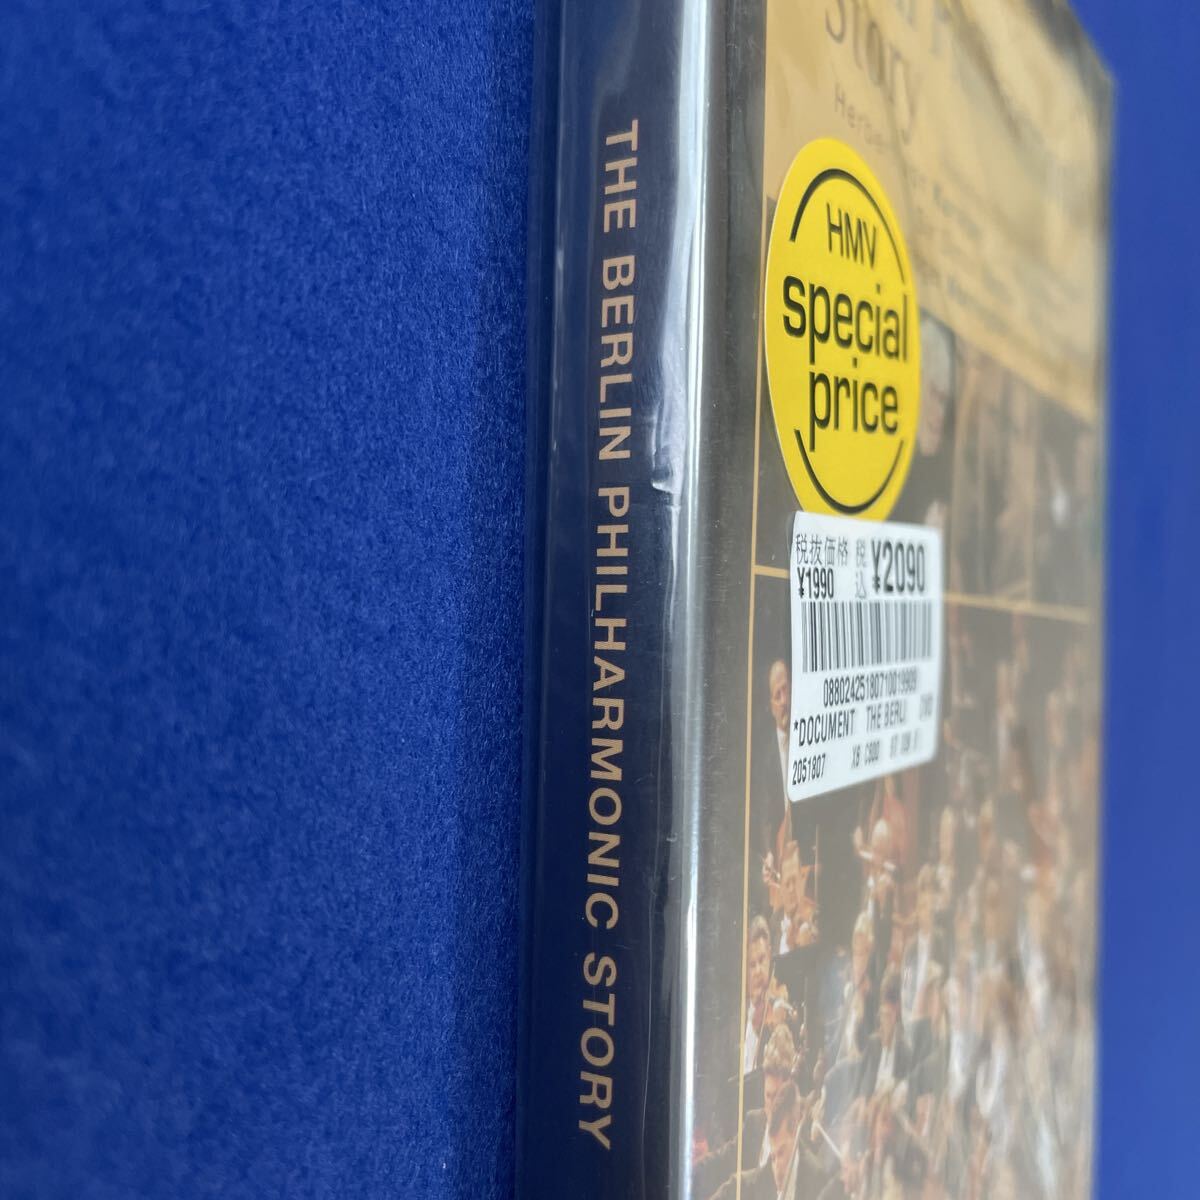 THE BERLIN PHILHARMONIC STORY
Story
HMV
special
price
税抜価格 税込 ¥2090
¥1990
0880242518071001990​9
*DOCUMENT THE BERLI DVD
2051807